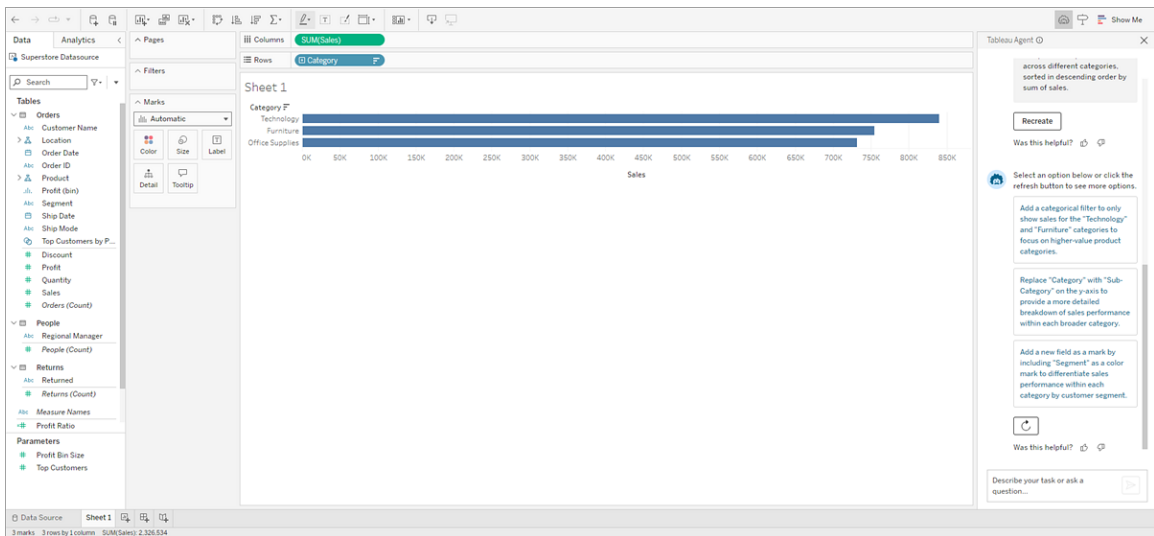 Show Me
Data
Analytics
Pages
Columns
SUM(Sales)
Rows
Category
Superstore Datasource
Search
Filters
Marks
Automatic
Color
Size
Label
Detail
Tooltip
Tables
Orders
Abc Customer Name
Location
Order Date
Abc Order ID
Product
Profit (bin)
Abc Segment
Ship Date
Abc Ship Mode
Top Customers by P...
# Discount
# Profit
# Quantity
# Sales
# Orders (Count)
People
Abc Regional Manager
# People (Count)
Returns
Abc Returned
# Returns (Count)
Abc Measure Names
=# Profit Ratio
Parameters
# Profit Bin Size
# Top Customers
Sheet 1
Category
Technology
Furniture
Office Supplies
0K 50K 100K 150K 200K 250K 300K 350K 400K 450K 500K 550K 600K 650K 700K 750K 800K 850K
Sales
Tableau Agent
across different categories,
sorted in descending order by
sum of sales.
Recreate
Was this helpful?
Select an option below or click the
refresh button to see more options.
Add a categorical filter to only
show sales for the "Technology"
and "Furniture" categories to
focus on higher-value product
categories.
Replace "Category" with "Sub-
Category" on the y-axis to
provide a more detailed
breakdown of sales performance
within each broader category.
Add a new field as a mark by
including "Segment" as a color
mark to differentiate sales
performance within each
category by customer segment.
Was this helpful?
Describe your task or ask a
question...
Data Source
Sheet 1
3 marks 3 rows by 1 column SUM(Sales): 2,326,534